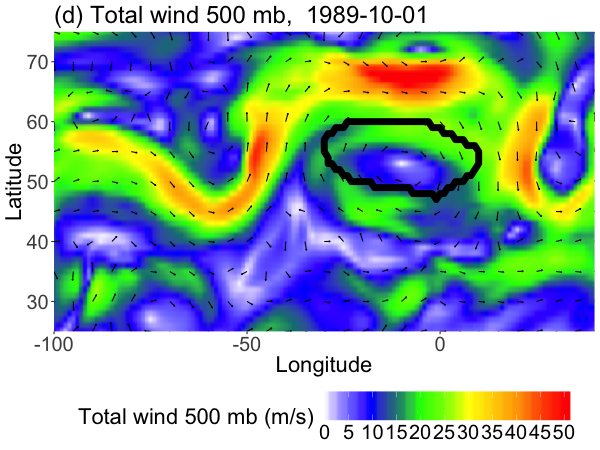 (d) Total wind 500 mb,  1989-10-01
Latitude
70
60
50
40
30
-100 -50 0
Longitude
Total wind 500 mb (m/s)
0 5 10 15 20 25 30 35 40 45 50